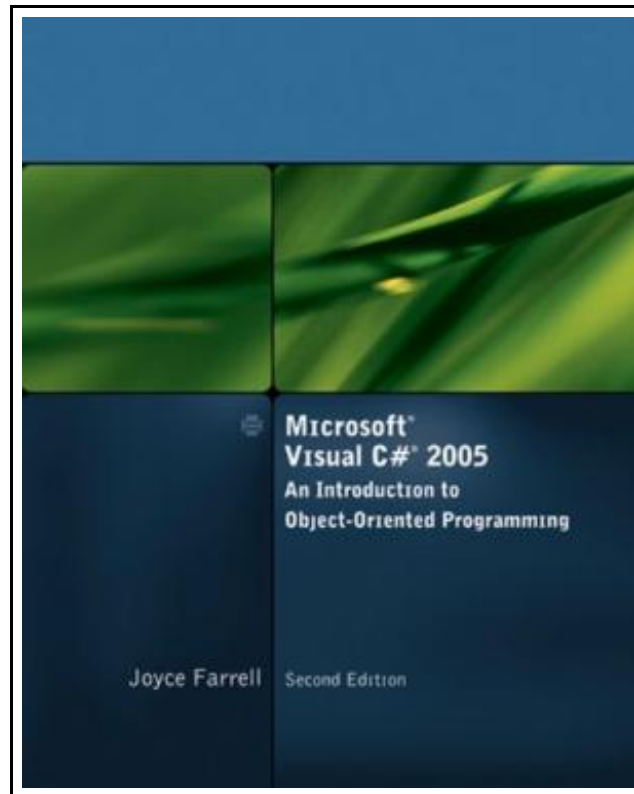 Microsoft®
Visual C#® 2005
An Introduction to
Object-Oriented Programming
Joyce Farrell
Second Edition